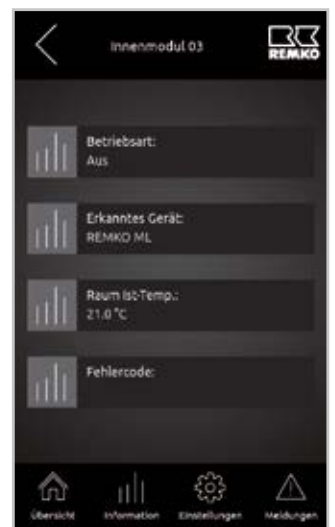 Innenmodul 03
REMKO
Betriebsart:
Aus
Erkanntes Gerät:
REMKO ML
Raum Ist-Temp.:
21.0 °C
Fehlercode:
Übersicht Information Einstellungen Meldungen